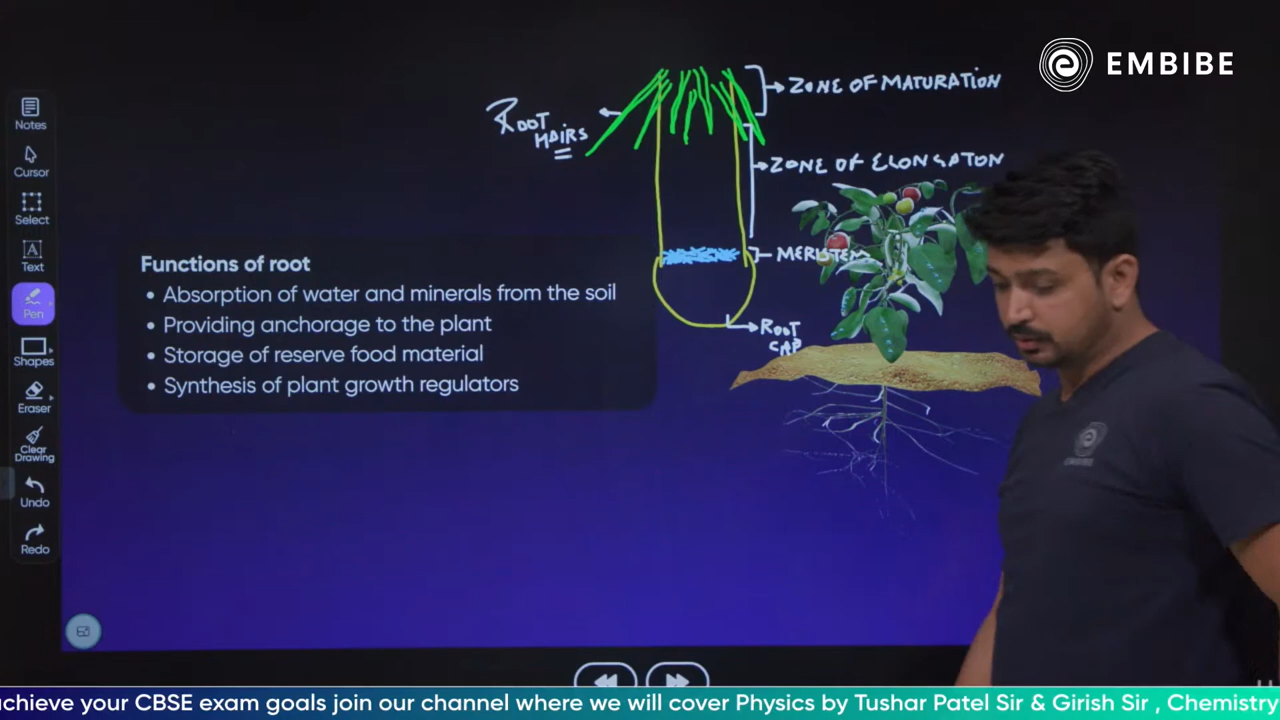 EMBIBE
Notes
Cursor
Select
Text
Pen
Shapes
Eraser
Clear
Drawing
Undo
Redo
ROOT
HAIRS
ZONE OF MATURATION
ZONE OF ELONGATON
MERISTEM
ROOT
CAP
Functions of root
• Absorption of water and minerals from the soil
• Providing anchorage to the plant
• Storage of reserve food material
• Synthesis of plant growth regulators
EMBIBE
achieve your CBSE exam goals join our channel where we will cover Physics by Tushar Patel Sir & Girish Sir , Chemistry